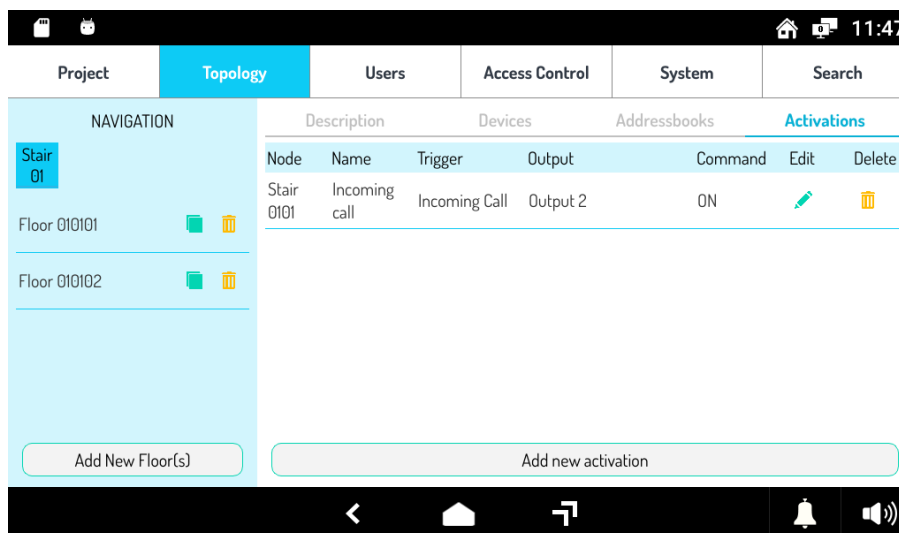 11:47
Project Topology Users Access Control System Search
NAVIGATION
Description Devices Addressbooks Activations
Stair
01
Node Name Trigger Output Command Edit Delete
Stair
0101
Incoming
call
Incoming Call Output 2 ON
Floor 010101
Floor 010102
Add New Floor(s)
Add new activation